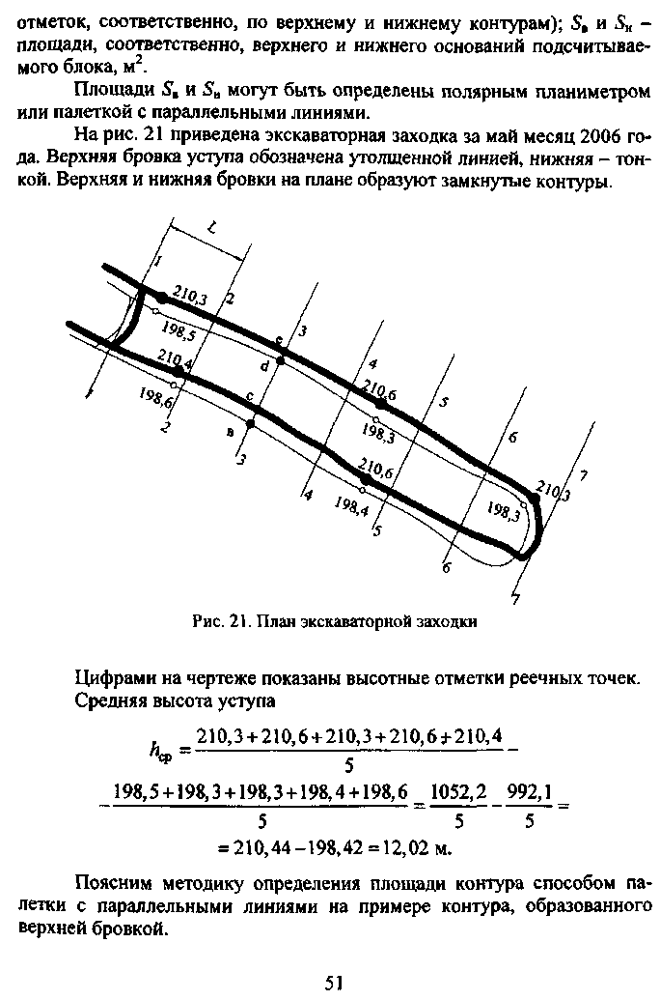 отметок, соответственно, по верхнему и нижнему контурам); Sв и Sн –
площади, соответственно, верхнего и нижнего оснований подсчитывае-
мого блока, м².
Площади Sв и Sн могут быть определены полярным планиметром
или палеткой с параллельными линиями.
На рис. 21 приведена экскаваторная заходка за май месяц 2006 го-
да. Верхняя бровка уступа обозначена утолщенной линией, нижняя – тон-
кой. Верхняя и нижняя бровки на плане образуют замкнутые контуры.
L
1
210,3
2
198,5
e
3
d
210,4
4
1
198,6
c
210,6
5
2
в
198,3
6
3
210,6
7
210,3
4
198,4
198,3
5
6
7
Рис. 21. План экскаваторной заходки
Цифрами на чертеже показаны высотные отметки реечных точек.
Средняя высота уступа
hср = 210,3+210,6+210,3+210,6+210,4 –
5
– 198,5+198,3+198,3+198,4+198,6 = 1052,2 – 992,1 =
5 5 5
= 210,44 – 198,42 = 12,02 м.
Поясним методику определения площади контура способом па-
летки с параллельными линиями на примере контура, образованного
верхней бровкой.
51